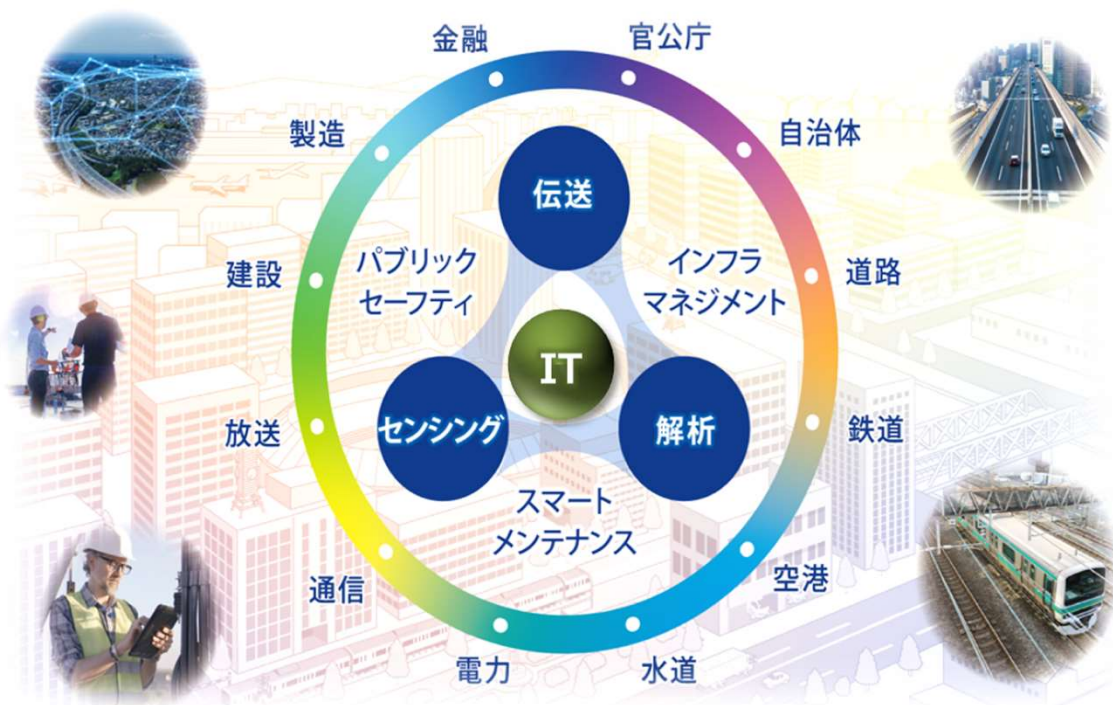 金融
官公庁
製造
自治体
伝送
建設
パブリック
セーフティ
インフラ
マネジメント
道路
IT
放送
センシング
解析
鉄道
スマート
メンテナンス
通信
空港
電力
水道